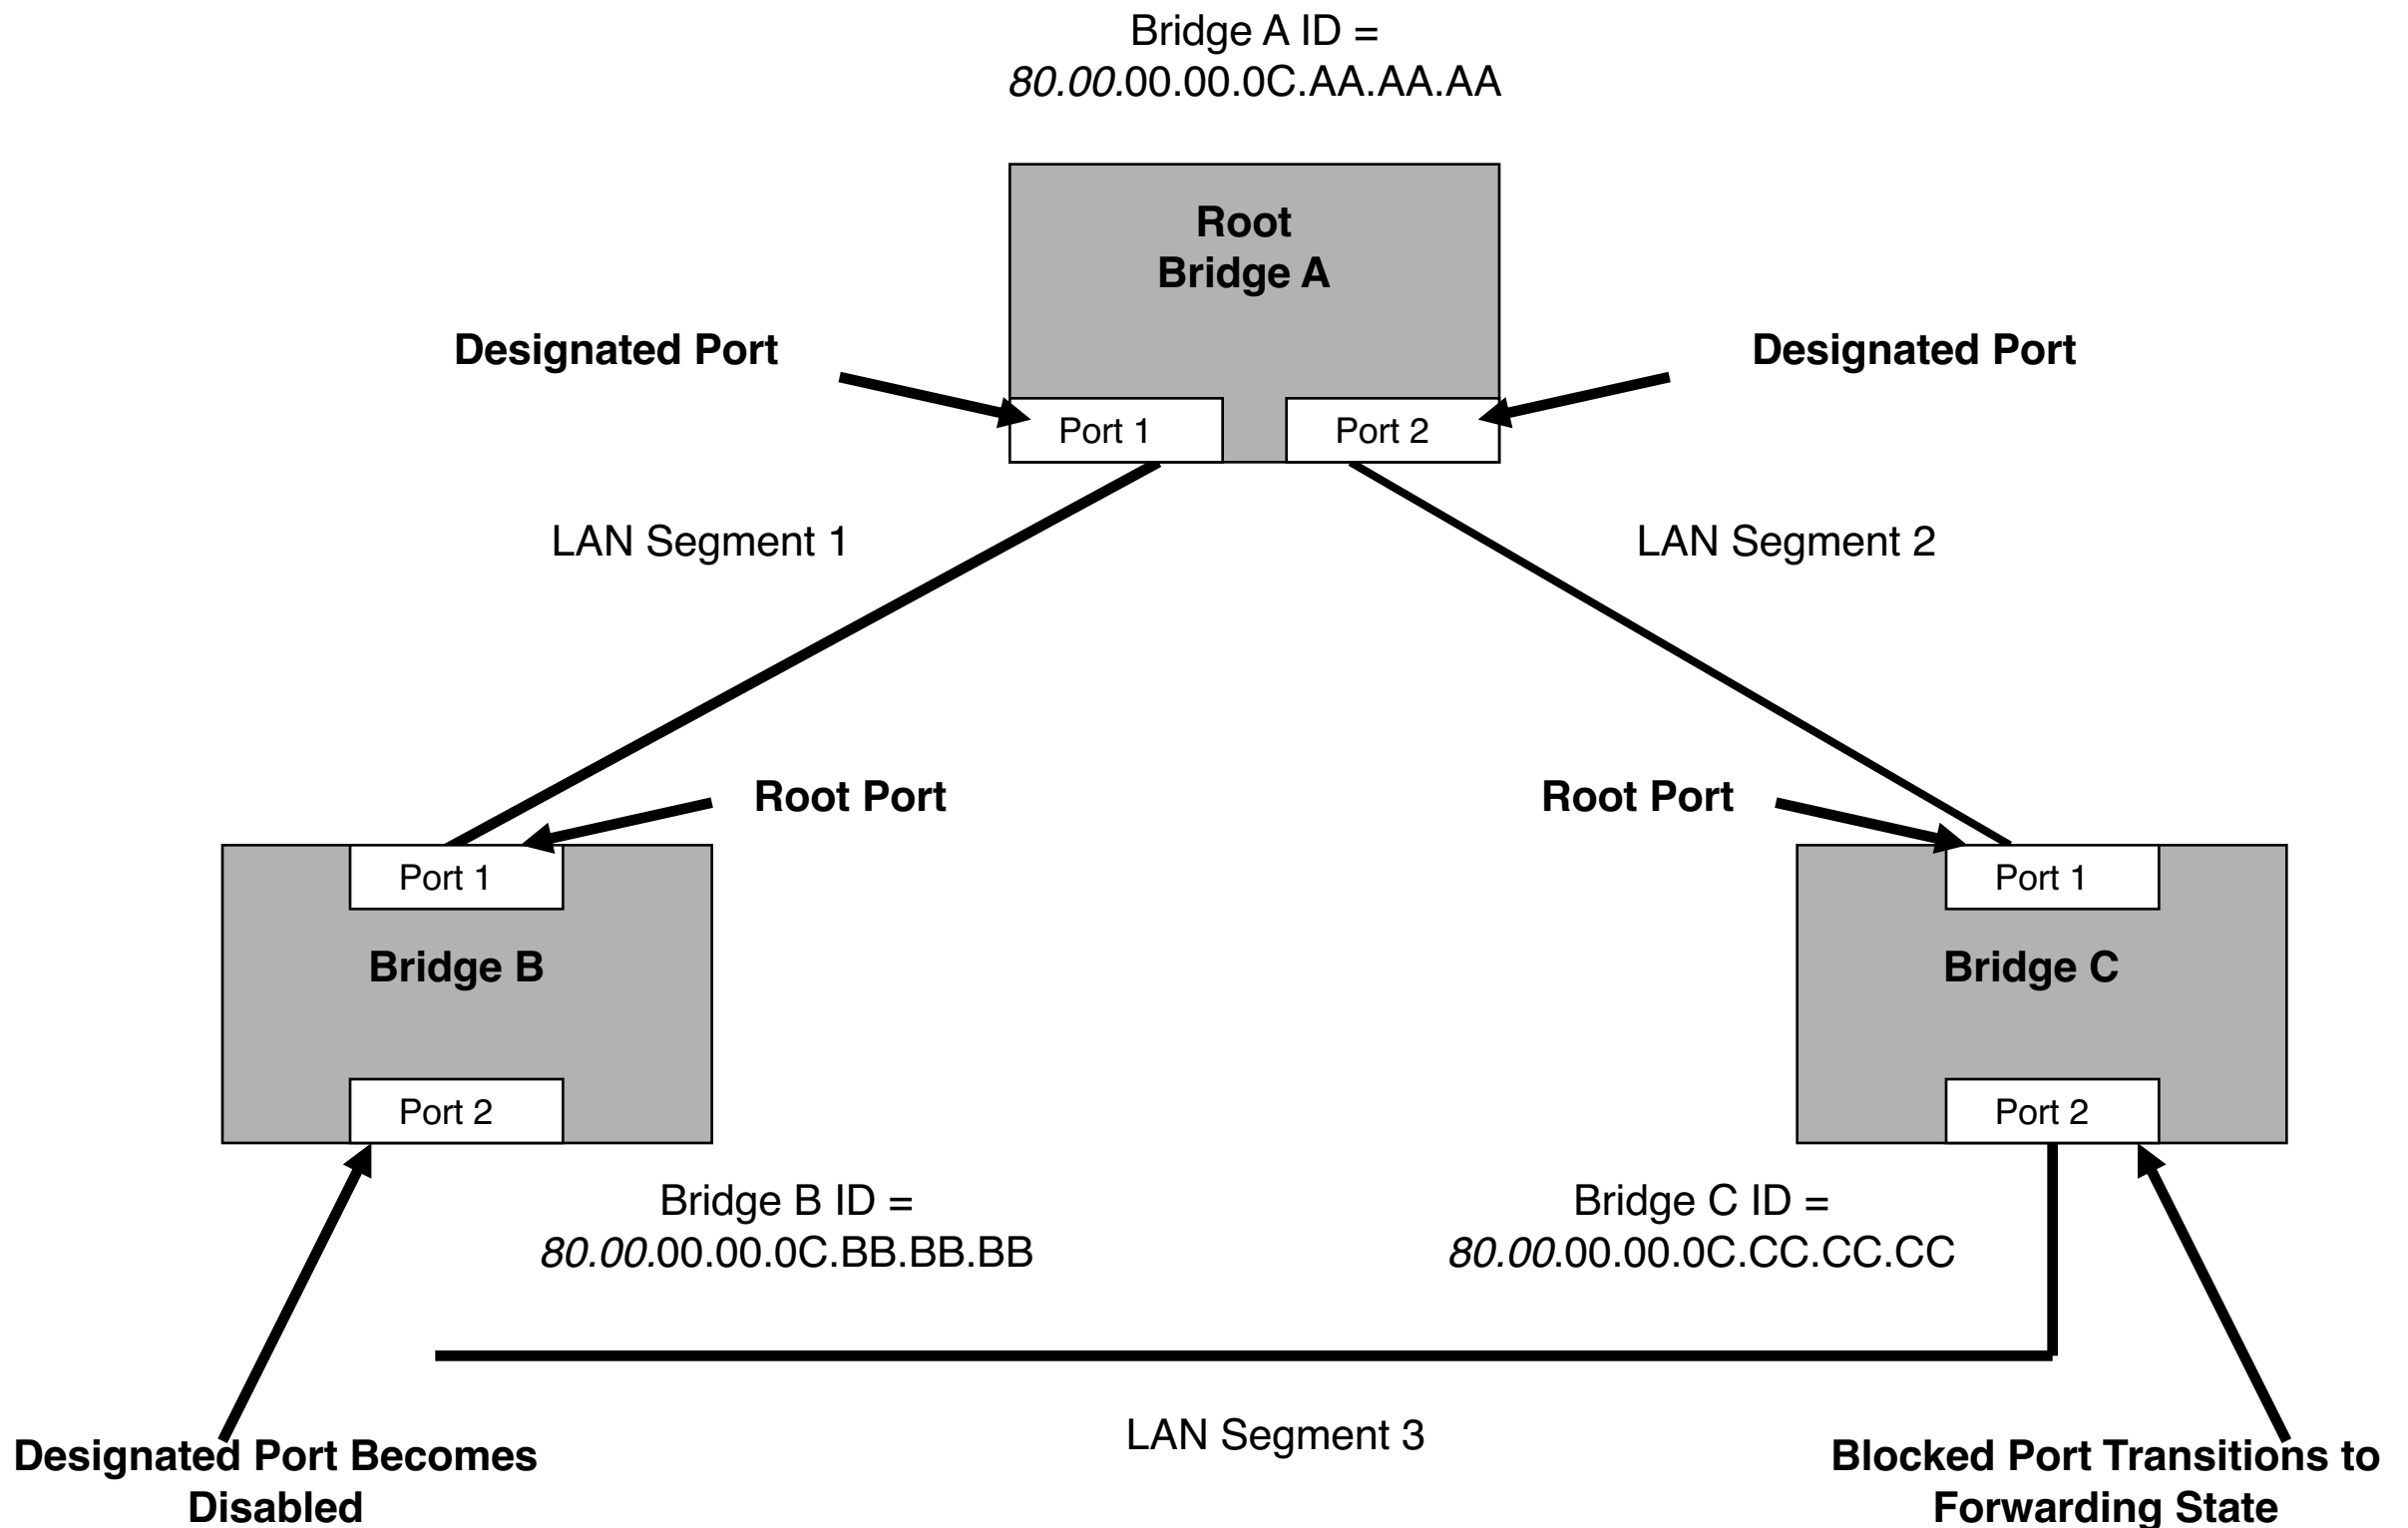 Bridge A ID =
80.00.00.00.0C.AA.AA.AA
Root
Bridge A
Designated Port
Designated Port
Port 1
Port 2
LAN Segment 1
LAN Segment 2
Root Port
Root Port
Port 1
Port 1
Bridge B
Bridge C
Port 2
Port 2
Bridge B ID =
80.00.00.00.0C.BB.BB.BB
Bridge C ID =
80.00.00.00.0C.CC.CC.CC
LAN Segment 3
Designated Port Becomes
Disabled
Blocked Port Transitions to
Forwarding State